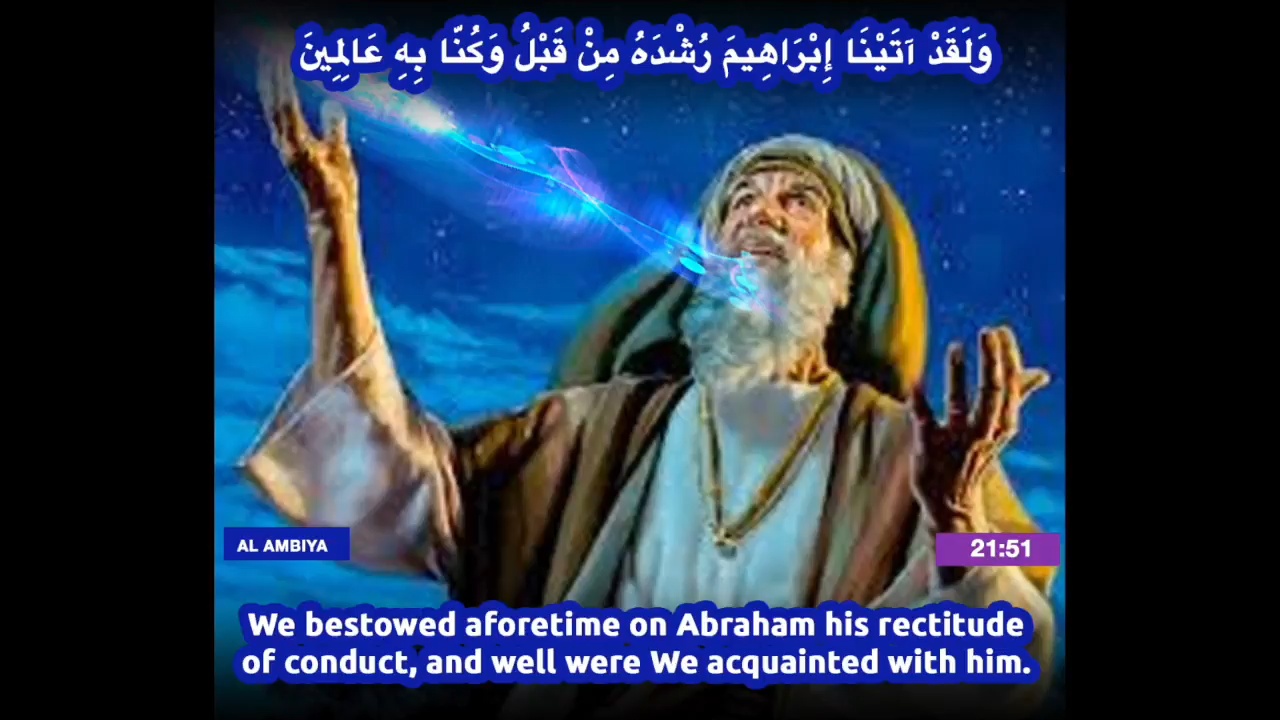 وَلَقَدْ اٰتَيْنَا إِبْرَاهِيمَ رُشْدَهُ مِنْ قَبْلُ وَكُنّا بِهِ عَالِمِينَ
AL AMBIYA
21:51
We bestowed aforetime on Abraham his rectitude
of conduct, and well were We acquainted with him.